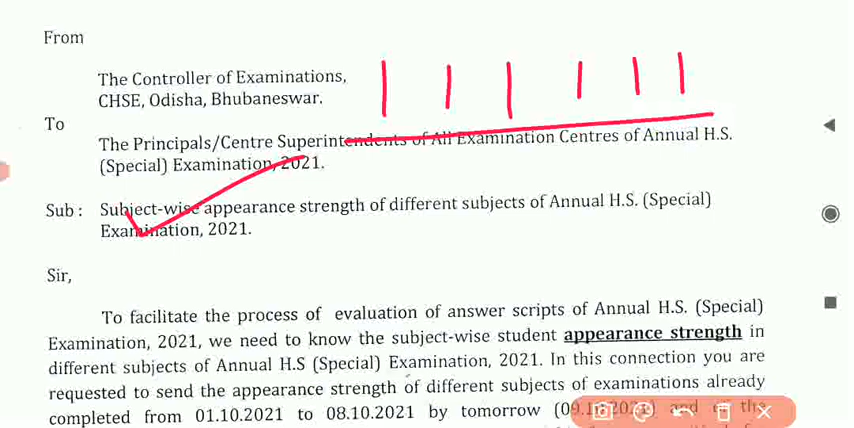 From
The Controller of Examinations,
CHSE, Odisha, Bhubaneswar.
To
The Principals/Centre Superintendents of All Examination Centres of Annual H.S.
(Special) Examination, 2021.
Sub : Subject-wise appearance strength of different subjects of Annual H.S. (Special)
Examination, 2021.
Sir,
To facilitate the process of evaluation of answer scripts of Annual H.S. (Special)
Examination, 2021, we need to know the subject-wise student appearance strength in
different subjects of Annual H.S (Special) Examination, 2021. In this connection you are
requested to send the appearance strength of different subjects of examinations already
completed from 01.10.2021 to 08.10.2021 by tomorrow and the